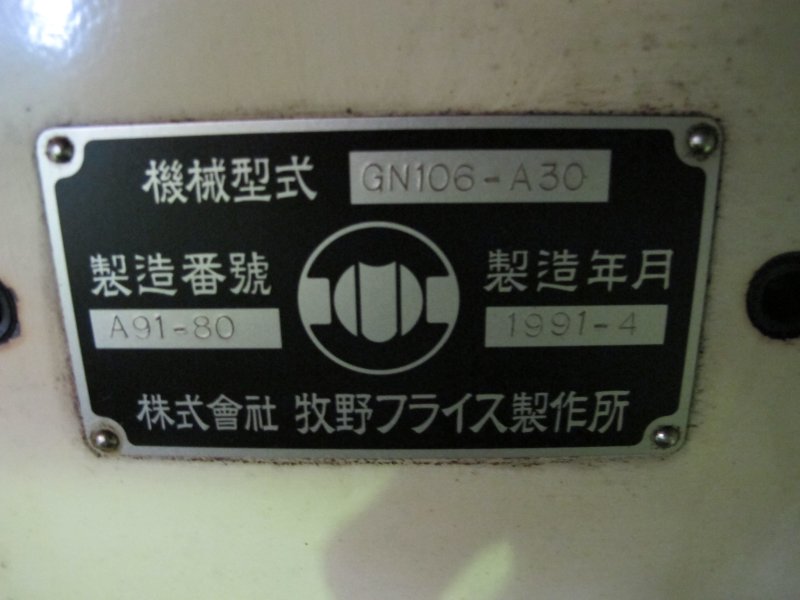 機械型式 GN106-A30
製造番號 製造年月
A91-80 1991-4
株式會社 牧野フライス製作所